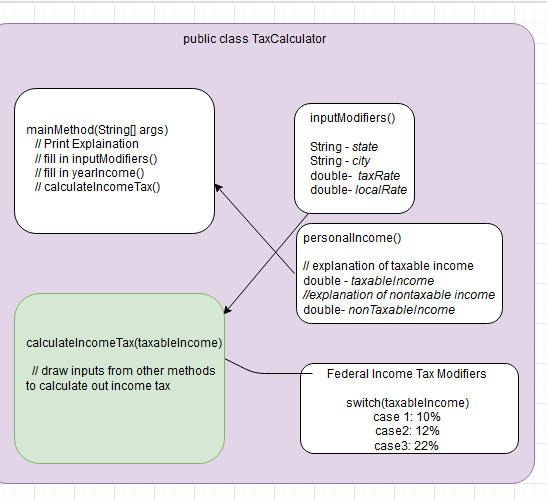 public class TaxCalculator
mainMethod(String[] args)
// Print Explaination
// fill in inputModifiers()
// fill in yearIncome()
// calculateIncomeTax()
inputModifiers()
String - state
String - city
double- taxRate
double- localRate
personalIncome()
// explanation of taxable income
double - taxableIncome
//explanation of nontaxable income
double- nonTaxableIncome
calculateIncomeTax(taxableIncome)
// draw inputs from other methods
to calculate out income tax
Federal Income Tax Modifiers
switch(taxableIncome)
case 1: 10%
case2: 12%
case3: 22%